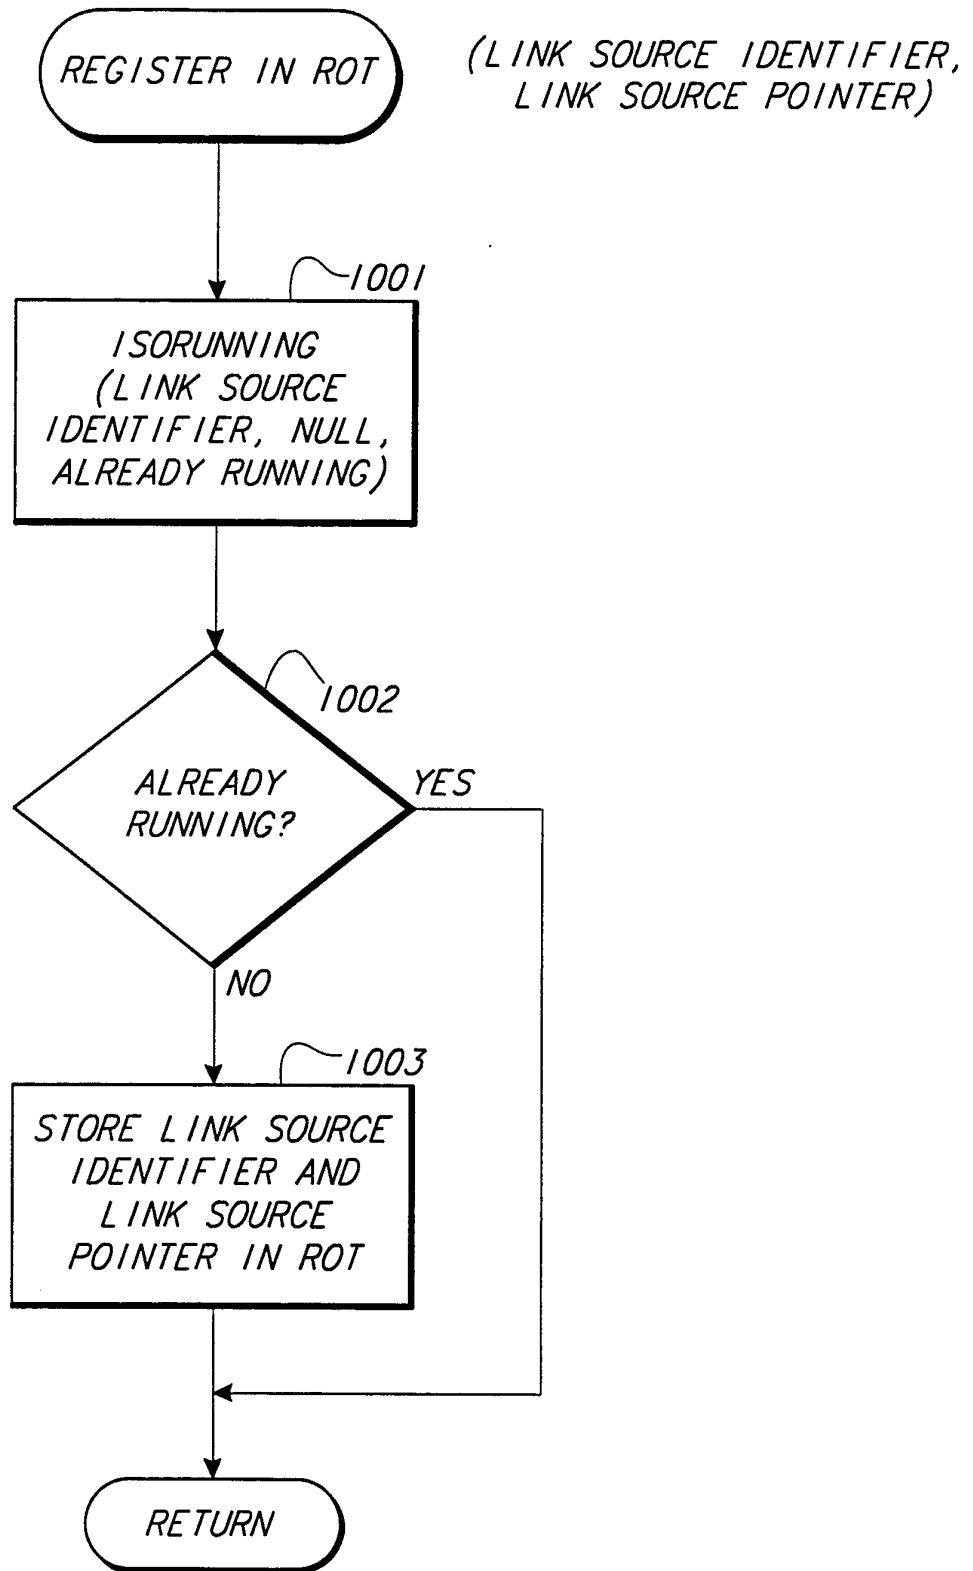 REGISTER IN ROT
(LINK SOURCE IDENTIFIER,
LINK SOURCE POINTER)
1001
ISORUNNING
(LINK SOURCE
IDENTIFIER, NULL,
ALREADY RUNNING)
1002
ALREADY
RUNNING?
YES
NO
1003
STORE LINK SOURCE
IDENTIFIER AND
LINK SOURCE
POINTER IN ROT
RETURN